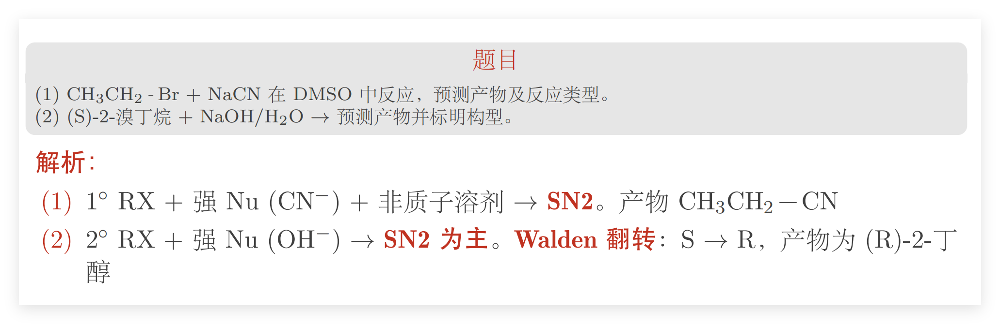 题目
(1) CH₃CH₂ - Br + NaCN 在 DMSO 中反应，预测产物及反应类型。
(2) (S)-2-溴丁烷 + NaOH/H₂O → 预测产物并标明构型。
解析：
(1) 1° RX + 强 Nu (CN⁻) + 非质子溶剂 → SN2。产物 CH₃CH₂ − CN
(2) 2° RX + 强 Nu (OH⁻) → SN2 为主。Walden 翻转：S → R，产物为 (R)-2-丁
醇